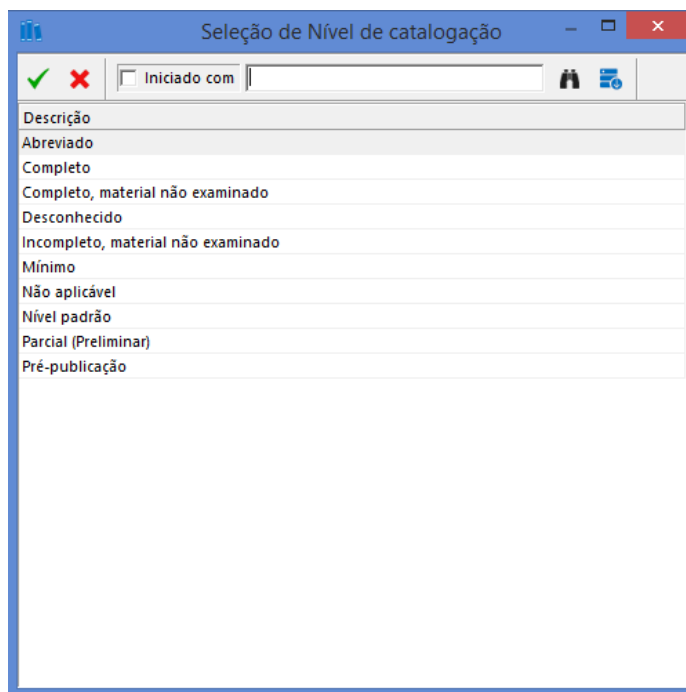 Seleção de Nível de catalogação
Iniciado com
Descrição
Abreviado
Completo
Completo, material não examinado
Desconhecido
Incompleto, material não examinado
Mínimo
Não aplicável
Nível padrão
Parcial (Preliminar)
Pré-publicação